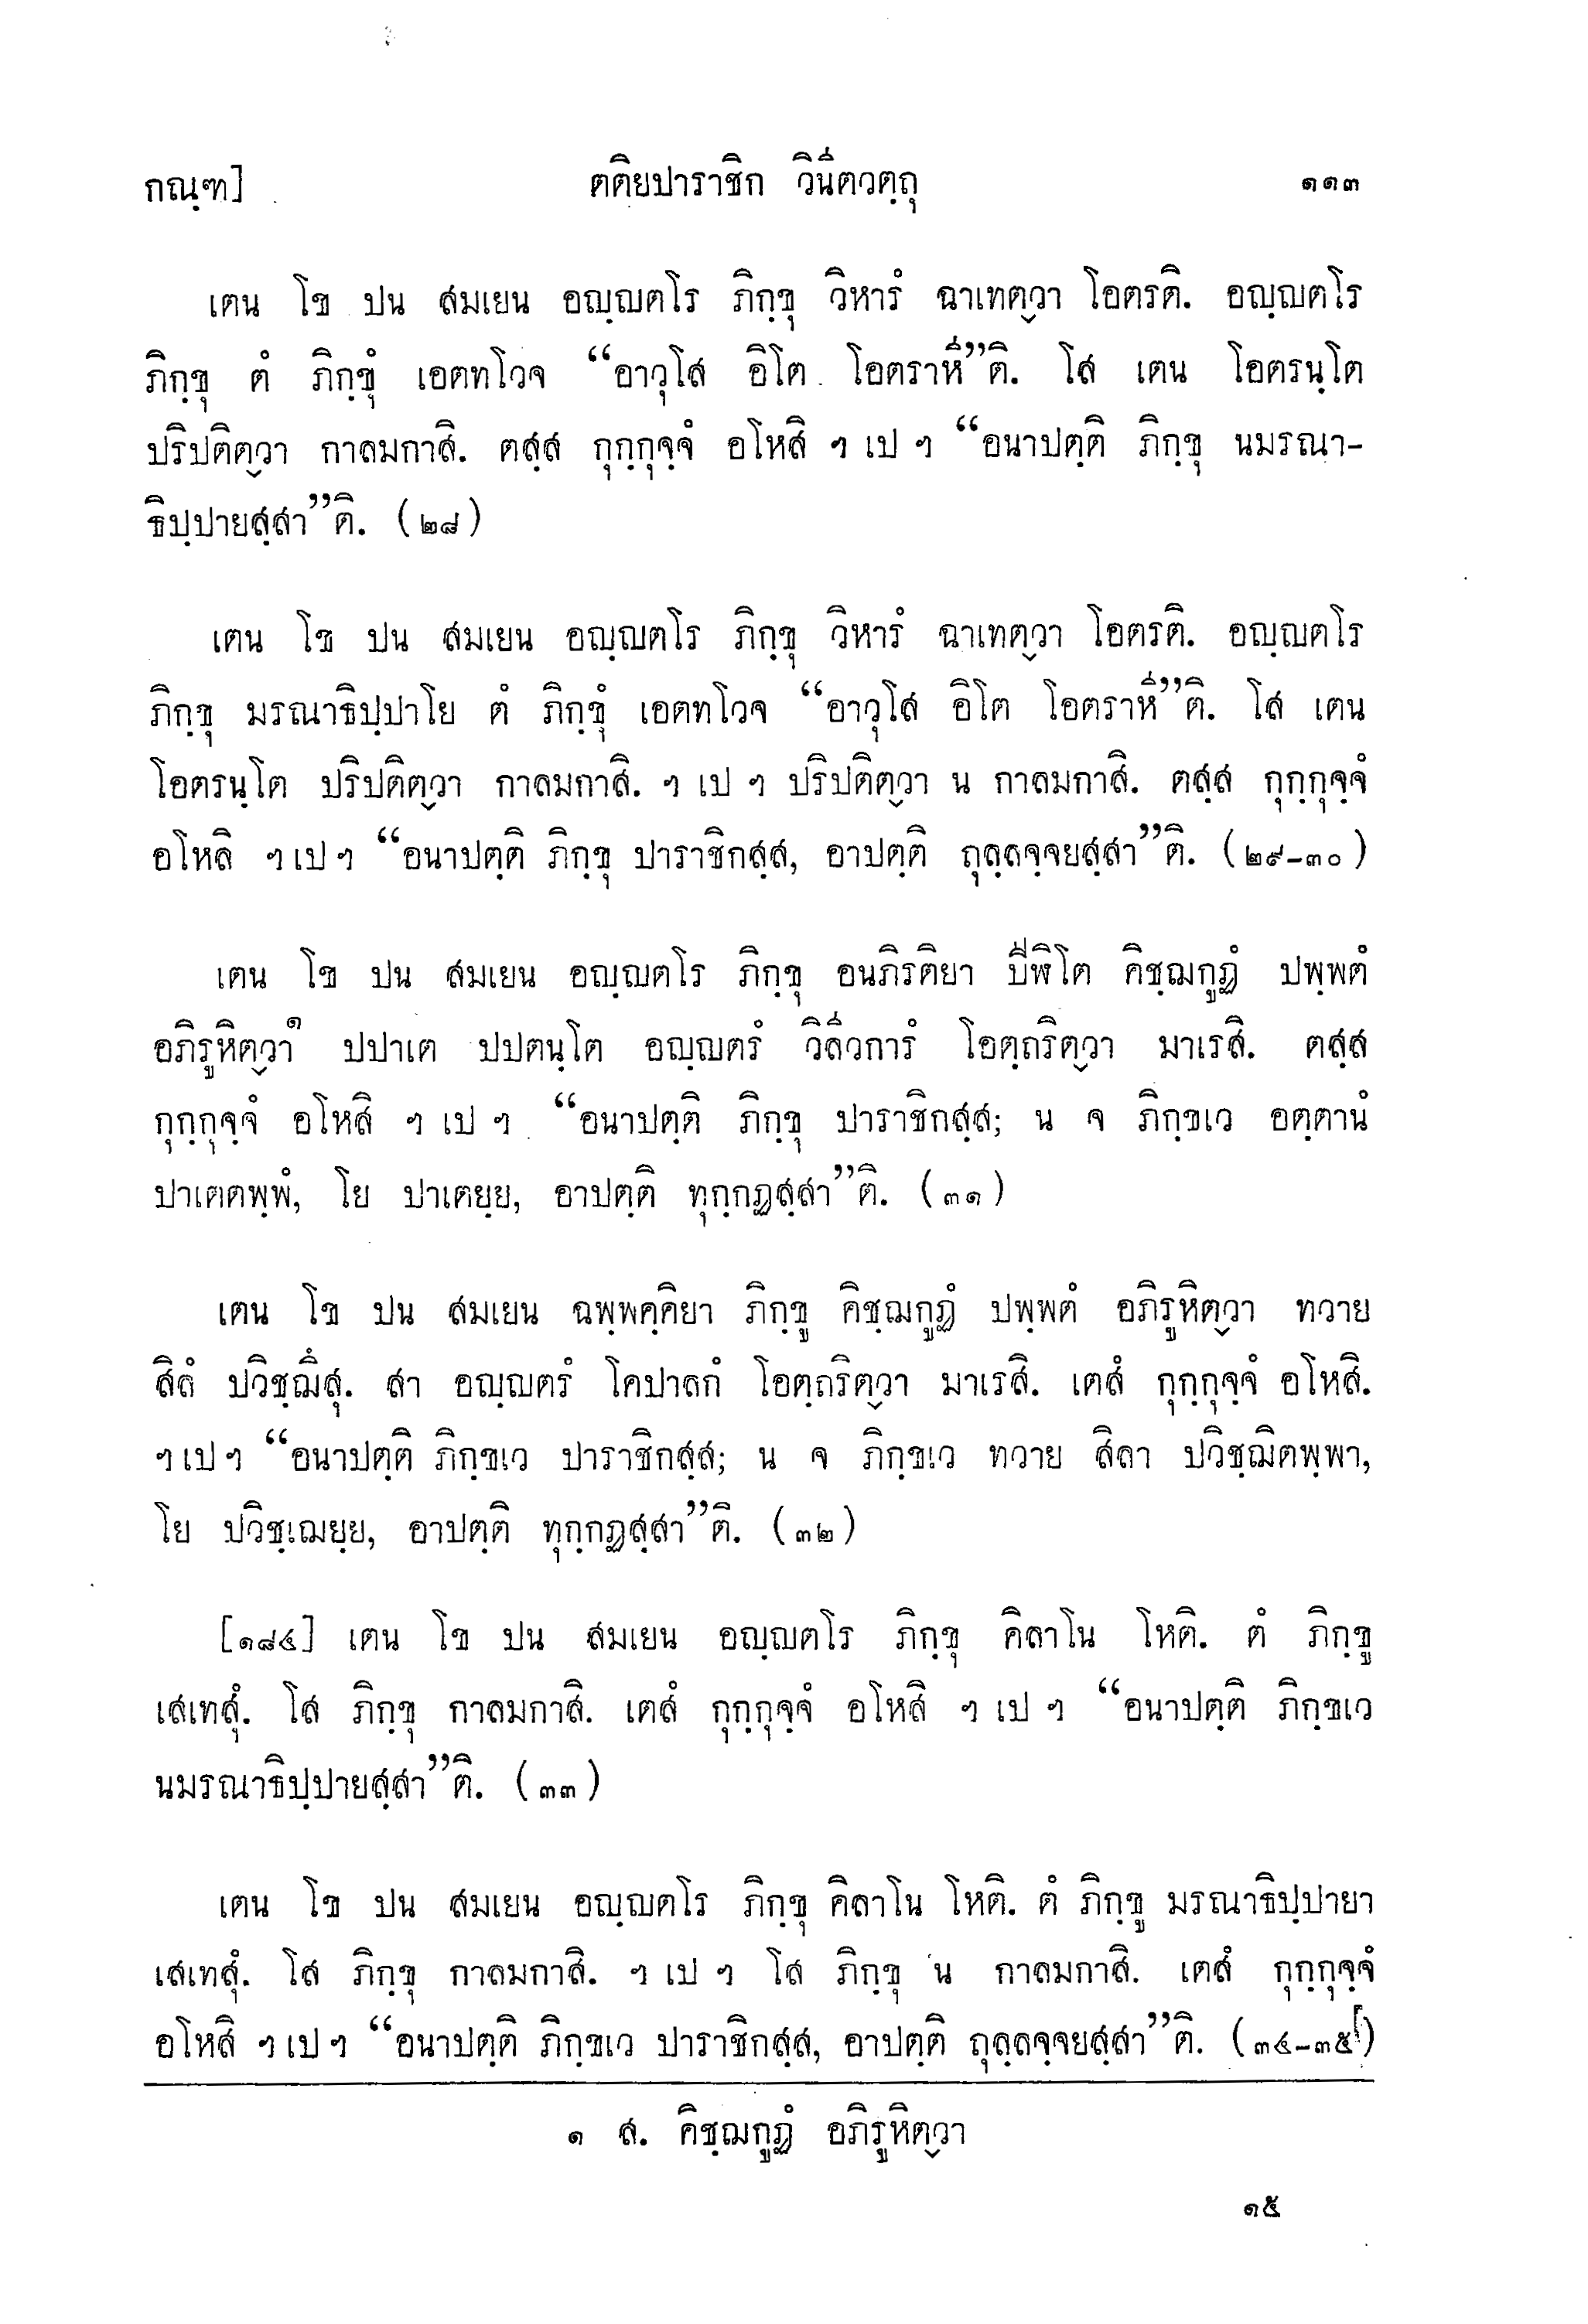 กณฺฑ]
ตติยปาราชิก วินีตวตฺถุ
๑๑๓
เตน โข ปน สมเยน อญฺญตโร ภิกฺขุ วิหารํ ฉาเทตฺวา โอตรติ. อญฺญตโร
ภิกฺขุ ตํ ภิกฺขุํ เอตทโวจ “อาวุโส อิโต โอตราหี”ติ. โส เตน โอตรนฺโต
ปริปติตฺวา กาลมกาสิ. ตสฺส กุกฺกุจฺจํ อโหสิ ฯ เป ฯ “อนาปตฺติ ภิกฺขุ นมรณา-
ธิปฺปายสฺสา”ติ. (๒๘)
เตน โข ปน สมเยน อญฺญตโร ภิกฺขุ วิหารํ ฉาเทตฺวา โอตรติ. อญฺญตโร
ภิกฺขุ มรณาธิปฺปาโย ตํ ภิกฺขุํ เอตทโวจ “อาวุโส อิโต โอตราหี”ติ. โส เตน
โอตรนฺโต ปริปติตฺวา กาลมกาสิ. ฯ เป ฯ ปริปติตฺวา น กาลมกาสิ. ตสฺส กุกฺกุจฺจํ
อโหสิ ฯ เป ฯ “อนาปตฺติ ภิกฺขุ ปาราชิกสฺส, อาปตฺติ ถุลฺลจฺจยสฺสา”ติ. (๒๙-๓๐)
เตน โข ปน สมเยน อญฺญตโร ภิกฺขุ อนภิรติยา ปีฬิโต คิชฺฌกูฏํ ปพฺพตํ
อภิรูหิตฺวา๑ ปปาเต ปปตนฺโต อญฺญตรํ วิลีวการํ โอตฺถริตฺวา มาเรสิ. ตสฺส
กุกฺกุจฺจํ อโหสิ ฯ เป ฯ “อนาปตฺติ ภิกฺขุ ปาราชิกสฺส; น จ ภิกฺขเว อตฺตานํ
ปาเตตพฺพํ, โย ปาเตยฺย, อาปตฺติ ทุกฺกฏสฺสา”ติ. (๓๑)
เตน โข ปน สมเยน ฉพฺพคฺคิยา ภิกฺขู คิชฺฌกูฏํ ปพฺพตํ อภิรูหิตฺวา ทวาย
สิลํ ปวิชฺฌึสุ. สา อญฺญตรํ โคปาลกํ โอตฺถริตฺวา มาเรสิ. เตสํ กุกฺกุจฺจํ อโหสิ.
ฯ เป ฯ “อนาปตฺติ ภิกฺขเว ปาราชิกสฺส; น จ ภิกฺขเว ทวาย สิลา ปวิชฺฌิตพฺพา,
โย ปวิชฺเฌยฺย, อาปตฺติ ทุกฺกฏสฺสา”ติ. (๓๒)
[๑๘๔] เตน โข ปน สมเยน อญฺญตโร ภิกฺขุ คิลาโน โหติ. ตํ ภิกฺขู
เสเทสุํ. โส ภิกฺขุ กาลมกาสิ. เตสํ กุกฺกุจฺจํ อโหสิ ฯ เป ฯ “อนาปตฺติ ภิกฺขเว
นมรณาธิปฺปายสฺสา”ติ. (๓๓)
เตน โข ปน สมเยน อญฺญตโร ภิกฺขุ คิลาโน โหติ. ตํ ภิกฺขู มรณาธิปฺปายา
เสเทสุํ. โส ภิกฺขุ กาลมกาสิ. ฯ เป ฯ โส ภิกฺขุ น กาลมกาสิ. เตสํ กุกฺกุจฺจํ
อโหสิ ฯ เป ฯ “อนาปตฺติ ภิกฺขเว ปาราชิกสฺส, อาปตฺติ ถุลฺลจฺจยสฺสา”ติ. (๓๔-๓๕)
๑ ส. คิชฺฌกูฏํ อภิรูหิตฺวา
๑๕